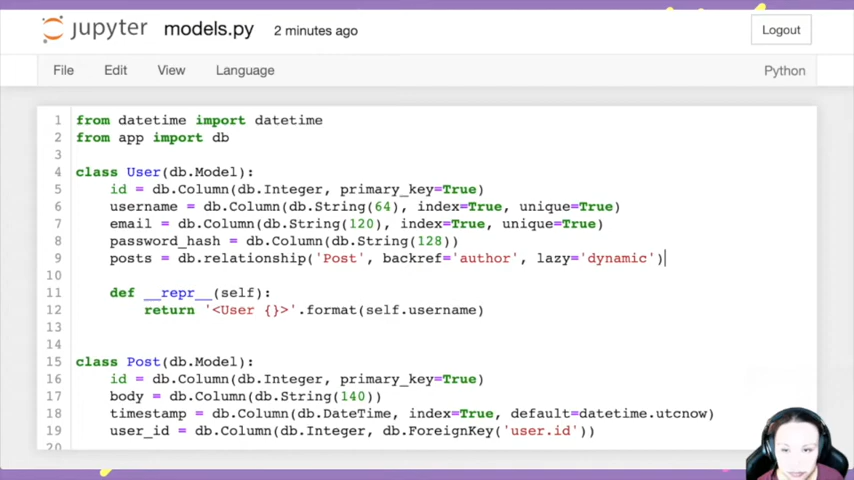 jupyter models.py 2 minutes ago Logout
File Edit View Language Python
1 from datetime import datetime
2 from app import db
3
4 class User(db.Model):
5 id = db.Column(db.Integer, primary_key=True)
6 username = db.Column(db.String(64), index=True, unique=True)
7 email = db.Column(db.String(120), index=True, unique=True)
8 password_hash = db.Column(db.String(128))
9 posts = db.relationship('Post', backref='author', lazy='dynamic')
10
11 def __repr__(self):
12 return '<User {}>'.format(self.username)
13
14
15 class Post(db.Model):
16 id = db.Column(db.Integer, primary_key=True)
17 body = db.Column(db.String(140))
18 timestamp = db.Column(db.DateTime, index=True, default=datetime.utcnow)
19 user_id = db.Column(db.Integer, db.ForeignKey('user.id'))
20